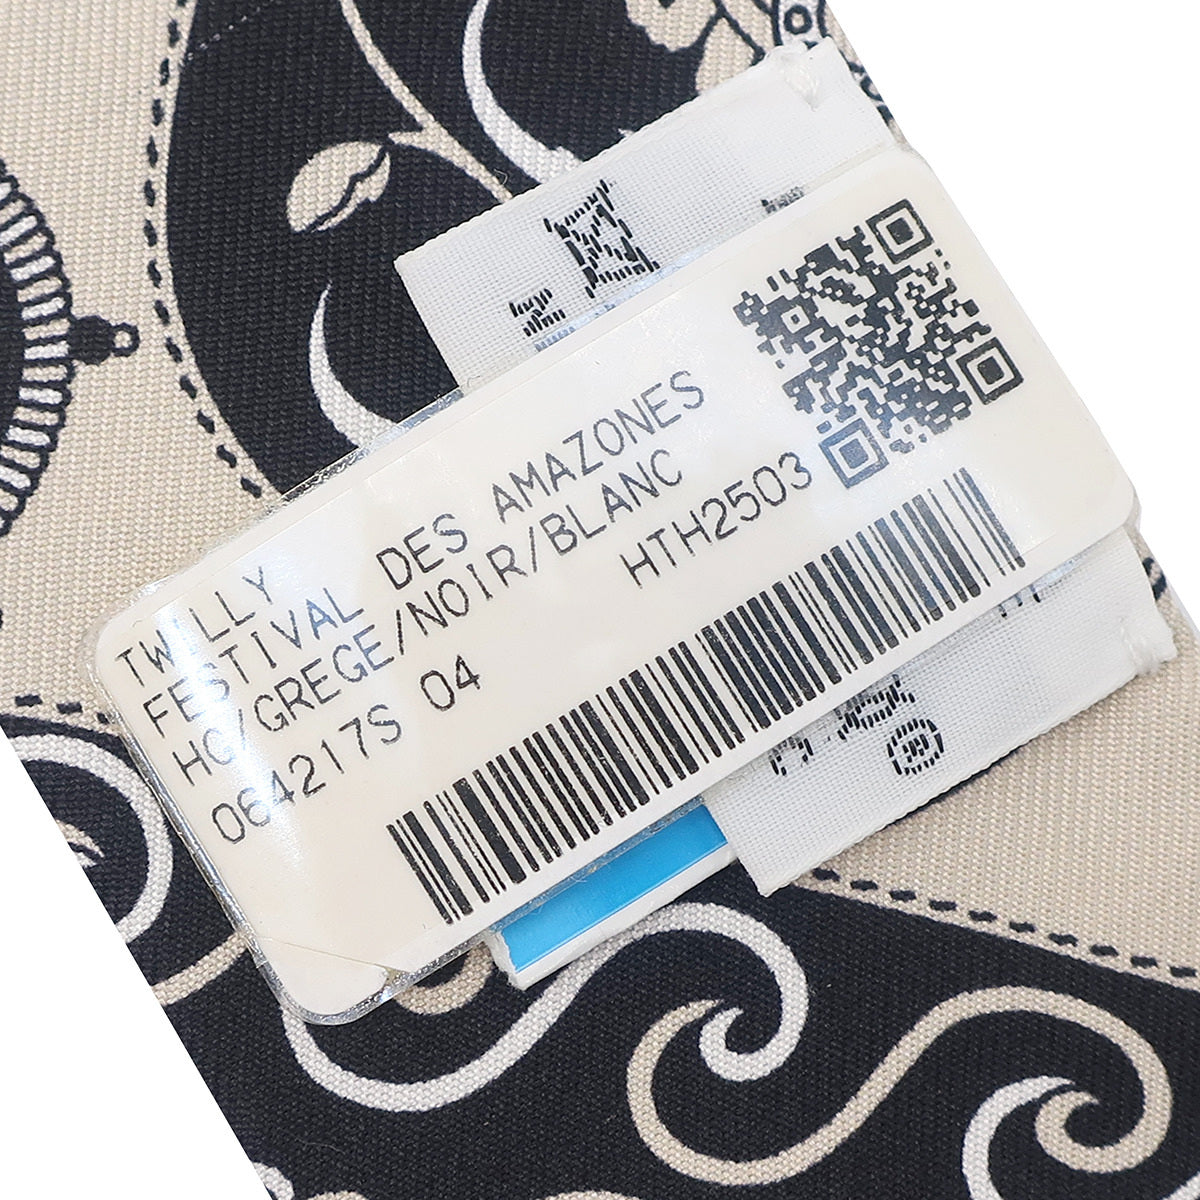 TWILLY
FESTIVAL DES AMAZONES
HC/GREGE/NOIR/BLANC
064217S 04
HTH2503